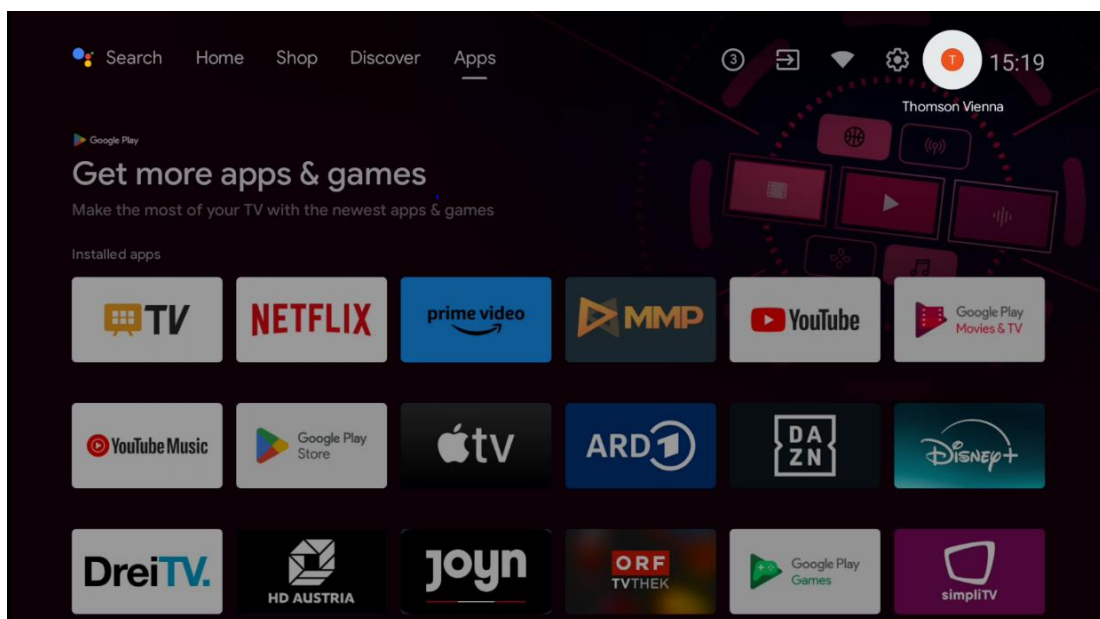 Search Home Shop Discover Apps 3 T 15:19
Thomson Vienna
Google Play
Get more apps & games
Make the most of your TV with the newest apps & games
Installed apps
TV NETFLIX prime video MMP YouTube Google Play Movies & TV
YouTube Music Google Play Store tv ARD 1 DAZN Disney+
DreiTV. HD AUSTRIA Joyn ORF TVTHEK Google Play Games simpliTV